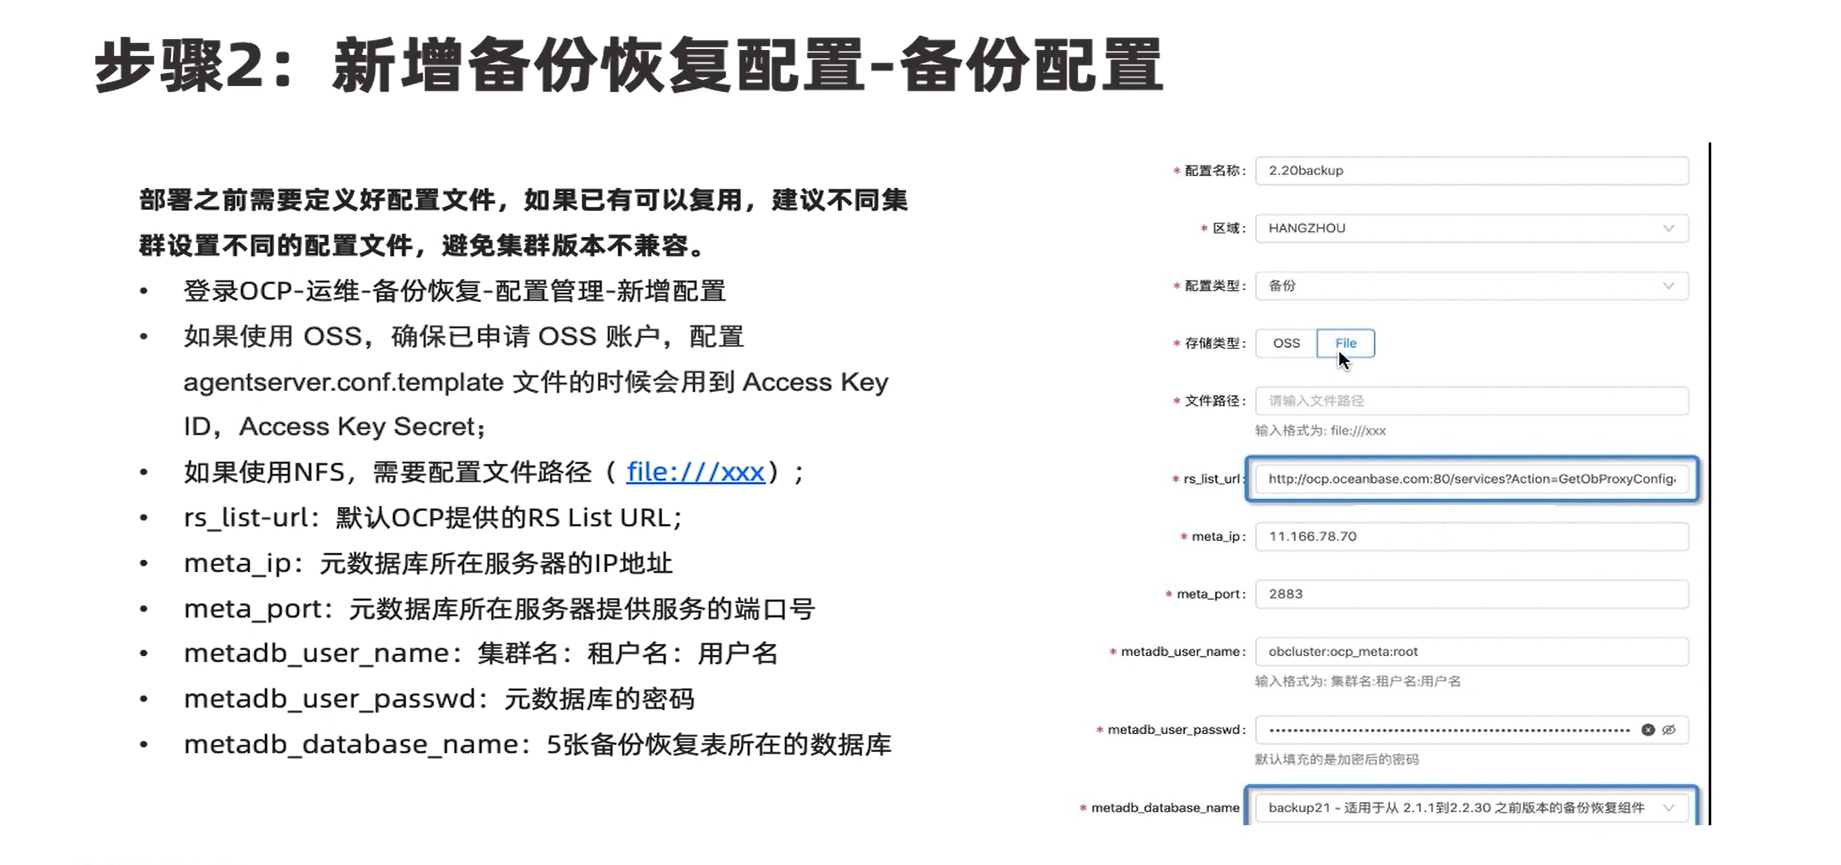 步骤2：新增备份恢复配置-备份配置
部署之前需要定义好配置文件，如果已有可以复用，建议不同集
群设置不同的配置文件，避免集群版本不兼容。
• 登录OCP-运维-备份恢复-配置管理-新增配置
• 如果使用 OSS，确保已申请 OSS 账户，配置
agentserver.conf.template 文件的时候会用到 Access Key
ID，Access Key Secret；
• 如果使用NFS，需要配置文件路径（ file:///xxx）；
• rs_list-url：默认OCP提供的RS List URL；
• meta_ip：元数据库所在服务器的IP地址
• meta_port：元数据库所在服务器提供服务的端口号
• metadb_user_name：集群名：租户名：用户名
• metadb_user_passwd：元数据库的密码
• metadb_database_name：5张备份恢复表所在的数据库
* 配置名称: 2.20backup
* 区域: HANGZHOU
* 配置类型: 备份
* 存储类型: OSS File
* 文件路径: 请输入文件路径
输入格式为: file:///xxx
* rs_list_url: http://ocp.oceanbase.com:80/services?Action=GetObProxyConfig
* meta_ip: 11.166.78.70
* meta_port: 2883
* metadb_user_name: obcluster:ocp_meta:root
输入格式为: 集群名:租户名:用户名
* metadb_user_passwd:
默认填充的是加密后的密码
* metadb_database_name backup21 - 适用于从 2.1.1到2.2.30 之前版本的备份恢复组件